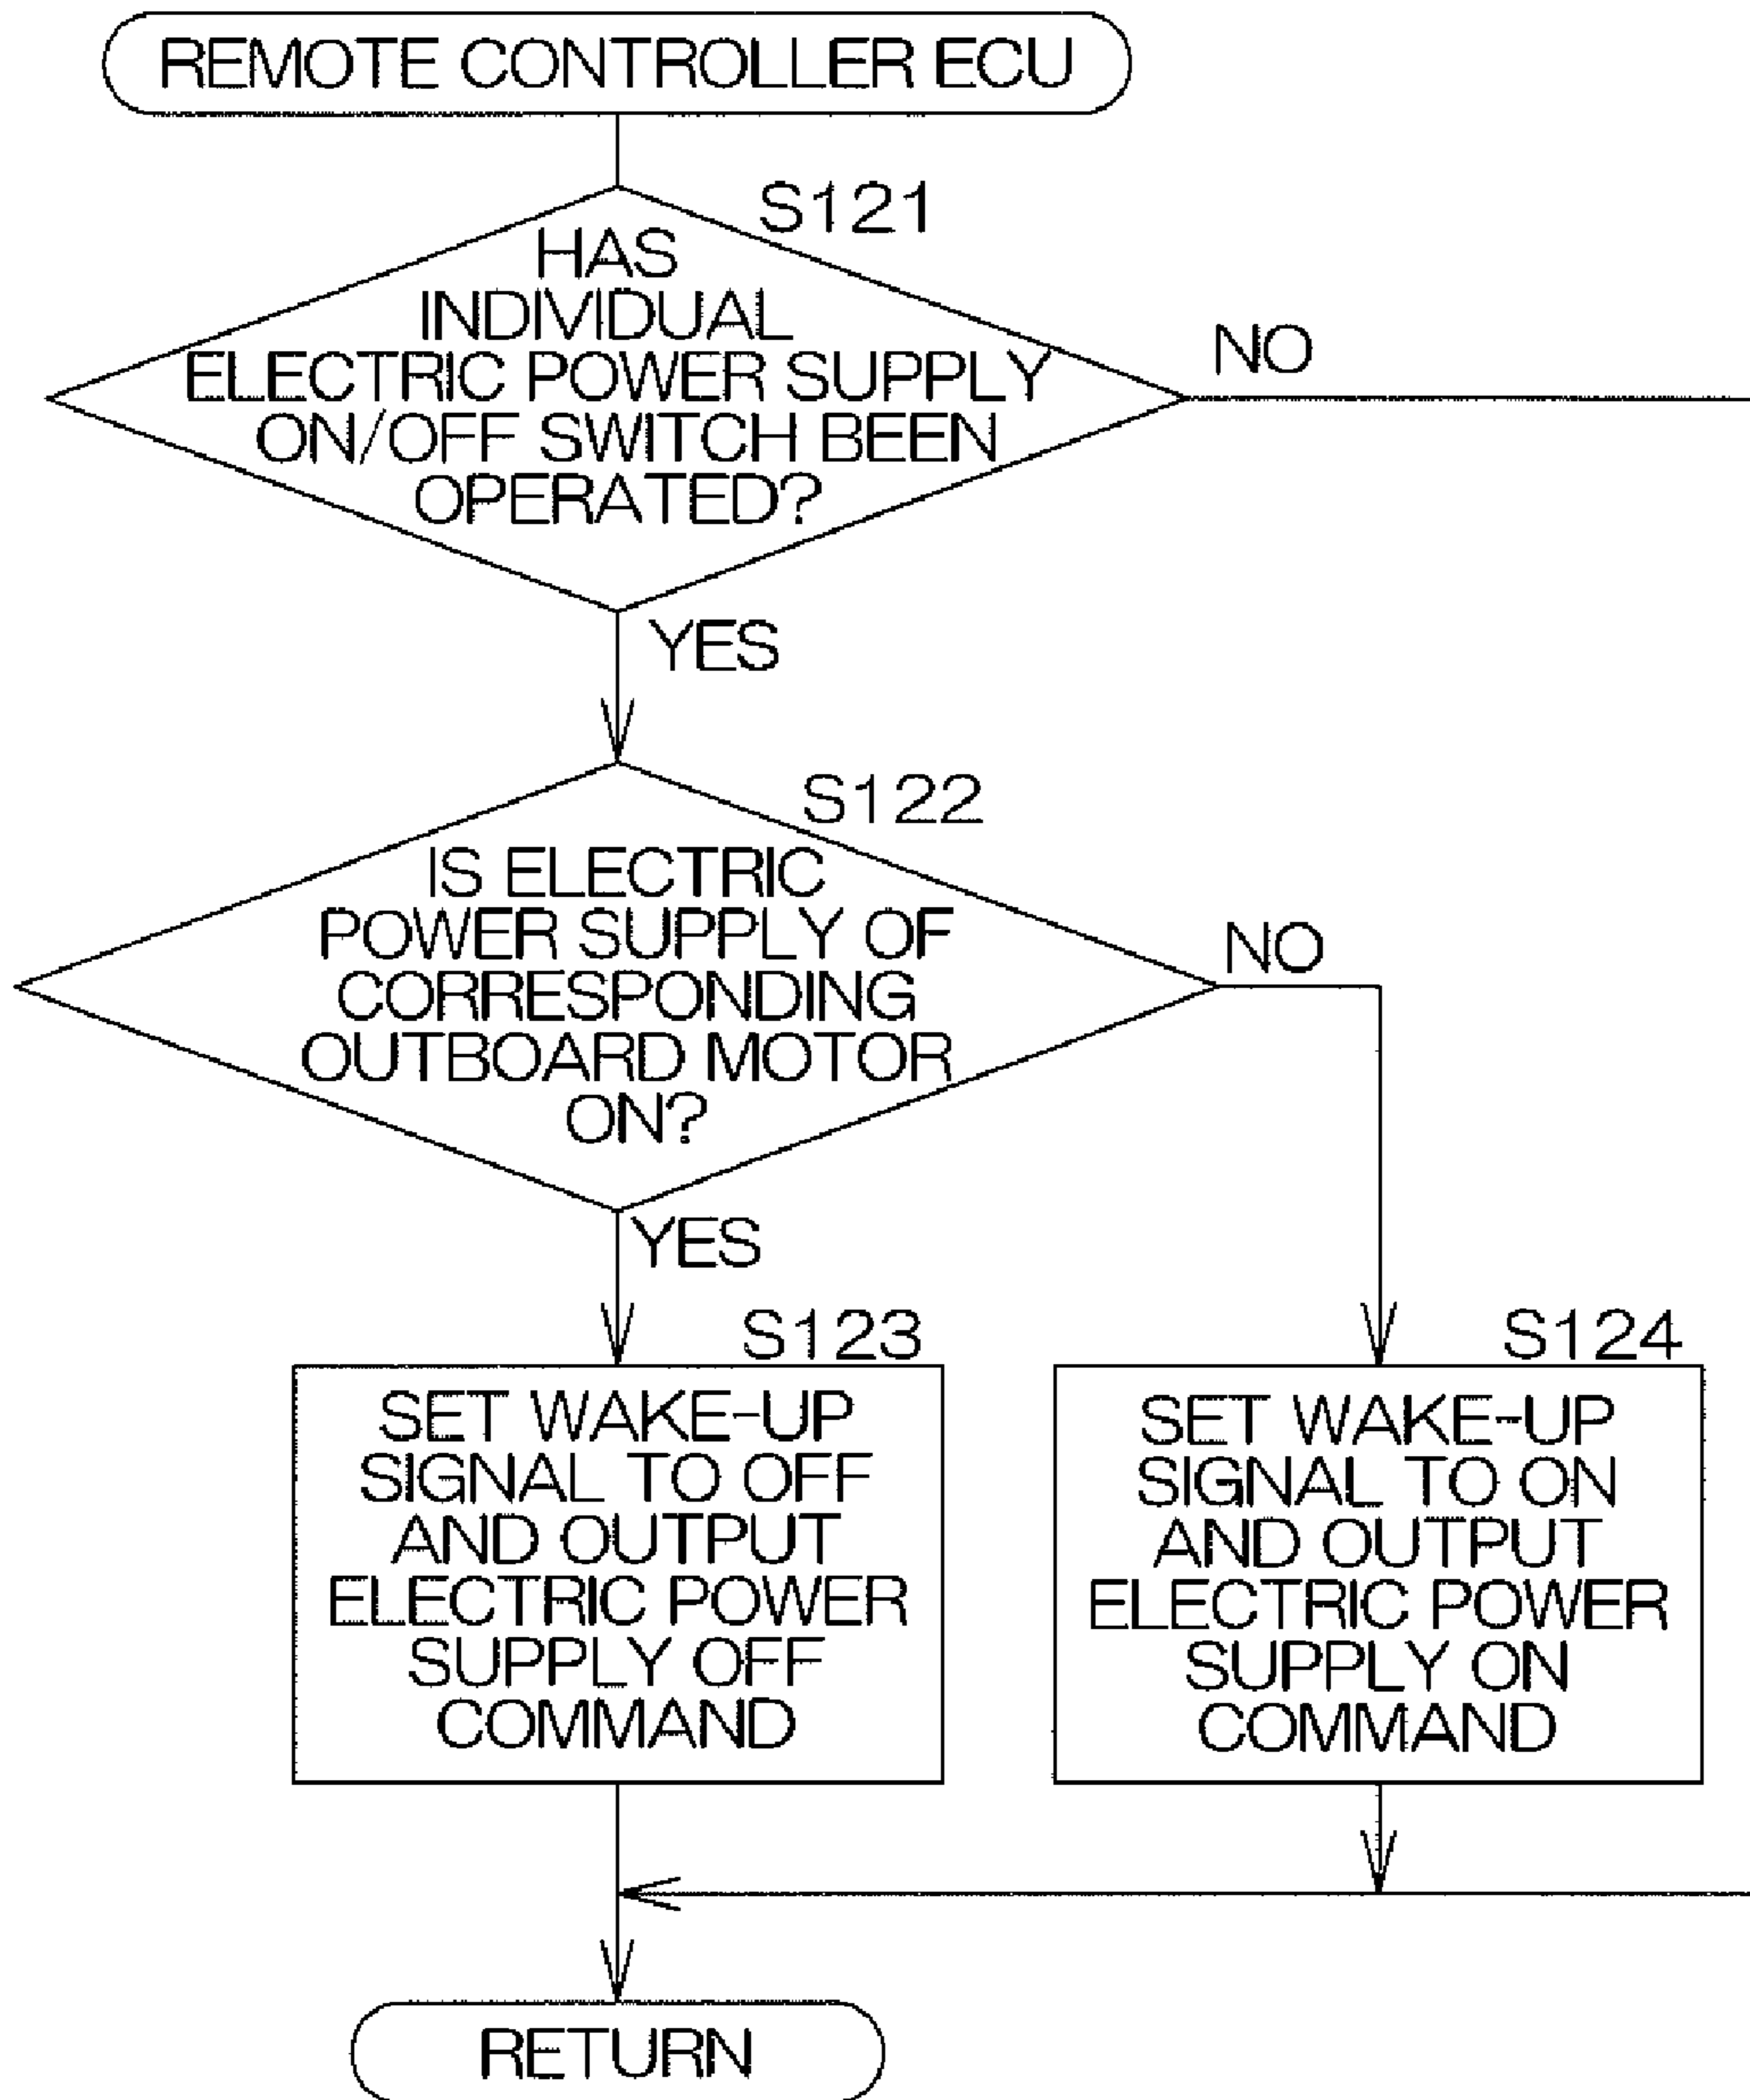 REMOTE CONTROLLER ECU
S121
HAS
INDIVIDUAL
ELECTRIC POWER SUPPLY
ON/OFF SWITCH BEEN
OPERATED?
NO
YES
S122
IS ELECTRIC
POWER SUPPLY OF
CORRESPONDING
OUTBOARD MOTOR
ON?
NO
YES
S123
SET WAKE-UP
SIGNAL TO OFF
AND OUTPUT
ELECTRIC POWER
SUPPLY OFF
COMMAND
S124
SET WAKE-UP
SIGNAL TO ON
AND OUTPUT
ELECTRIC POWER
SUPPLY ON
COMMAND
RETURN